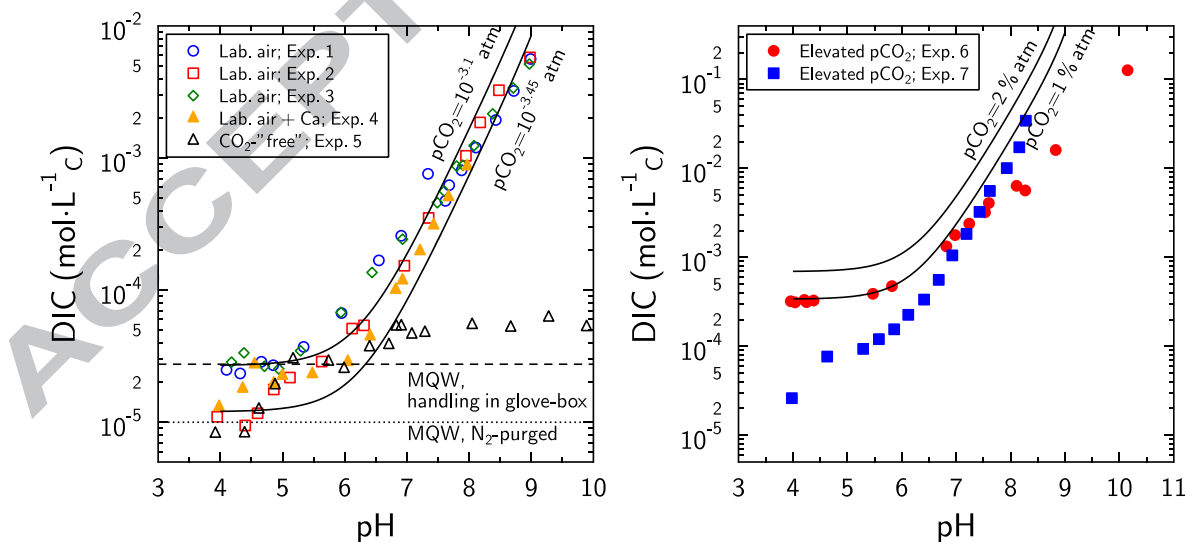 ACCEPT
10⁻²
5
2
10⁻³
5
2
10⁻⁴
5
2
10⁻⁵
5
DIC (mol·L⁻¹ C)
Lab. air; Exp. 1
Lab. air; Exp. 2
Lab. air; Exp. 3
Lab. air + Ca; Exp. 4
CO₂-"free"; Exp. 5
pCO₂=10⁻³·¹ atm
pCO₂=10⁻³·⁴⁵ atm
MQW,
handling in glove-box
MQW, N₂-purged
3 4 5 6 7 8 9 10
pH
2
10⁻¹
5
2
10⁻²
5
2
10⁻³
5
2
10⁻⁴
5
2
10⁻⁵
5
DIC (mol·L⁻¹ C)
Elevated pCO₂; Exp. 6
Elevated pCO₂; Exp. 7
pCO₂=2 % atm
pCO₂=1 % atm
3 4 5 6 7 8 9 10 11
pH